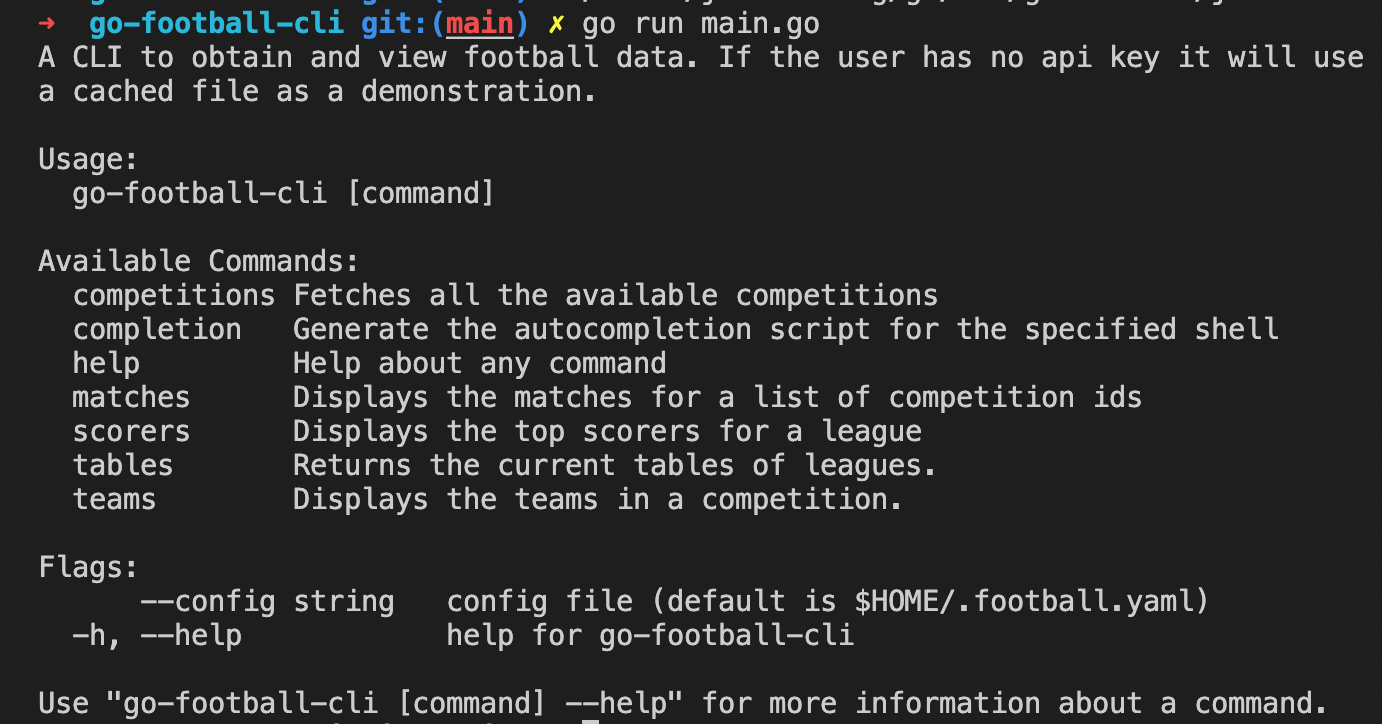 → go-football-cli git:(main) ✗ go run main.go
A CLI to obtain and view football data. If the user has no api key it will use
a cached file as a demonstration.

Usage:
  go-football-cli [command]

Available Commands:
  competitions Fetches all the available competitions
  completion   Generate the autocompletion script for the specified shell
  help         Help about any command
  matches      Displays the matches for a list of competition ids
  scorers      Displays the top scorers for a league
  tables       Returns the current tables of leagues.
  teams        Displays the teams in a competition.

Flags:
      --config string   config file (default is $HOME/.football.yaml)
  -h, --help            help for go-football-cli

Use "go-football-cli [command] --help" for more information about a command.